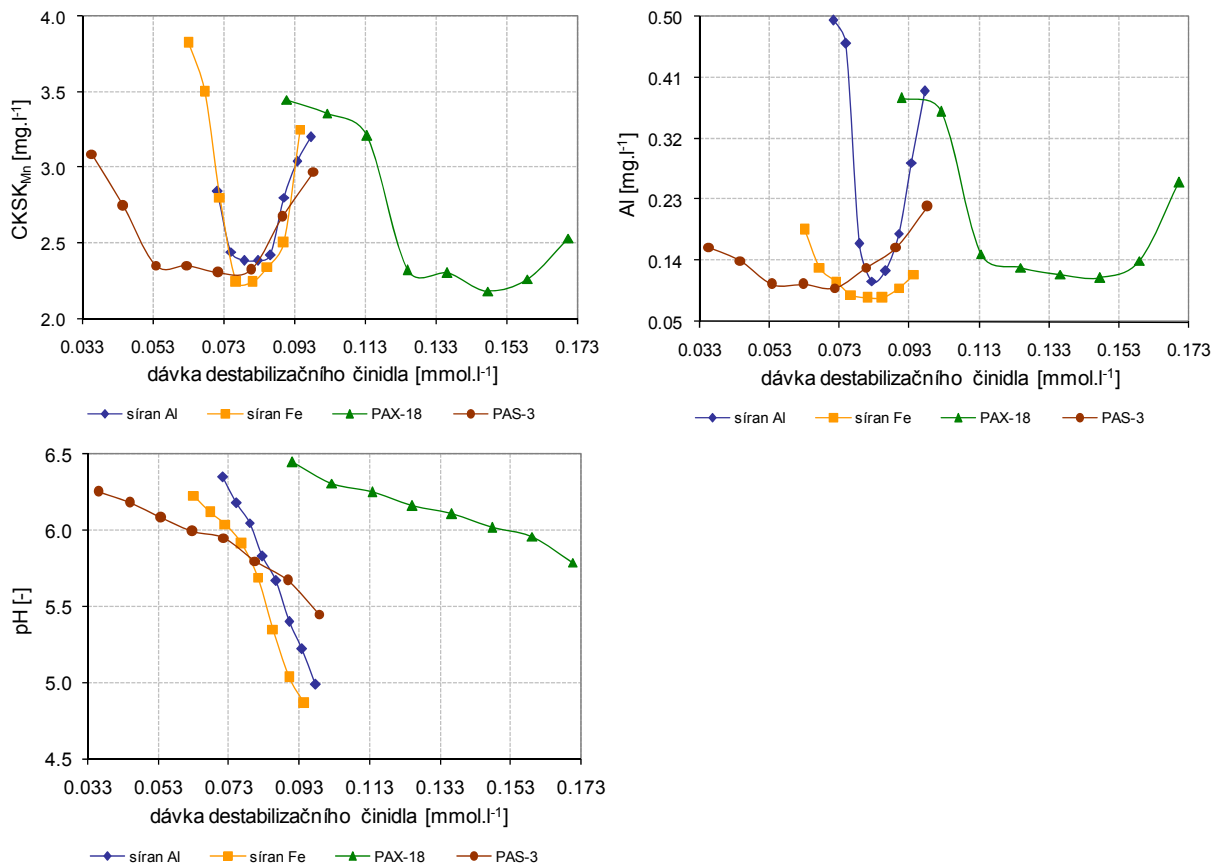 CKSK_Mn [mg.l⁻¹]
4.0
3.5
3.0
2.5
2.0
0.033 0.053 0.073 0.093 0.113 0.133 0.153 0.173
dávka destabilizačního činidla [mmol.l⁻¹]
síran Al síran Fe PAX-18 PAS-3
Al [mg.l⁻¹]
0.50
0.41
0.32
0.23
0.14
0.05
0.033 0.053 0.073 0.093 0.113 0.133 0.153 0.173
dávka destabilizačního činidla [mmol.l⁻¹]
síran Al síran Fe PAX-18 PAS-3
pH [-]
6.5
6.0
5.5
5.0
4.5
0.033 0.053 0.073 0.093 0.113 0.133 0.153 0.173
dávka destabilizačního činidla [mmol.l⁻¹]
síran Al síran Fe PAX-18 PAS-3